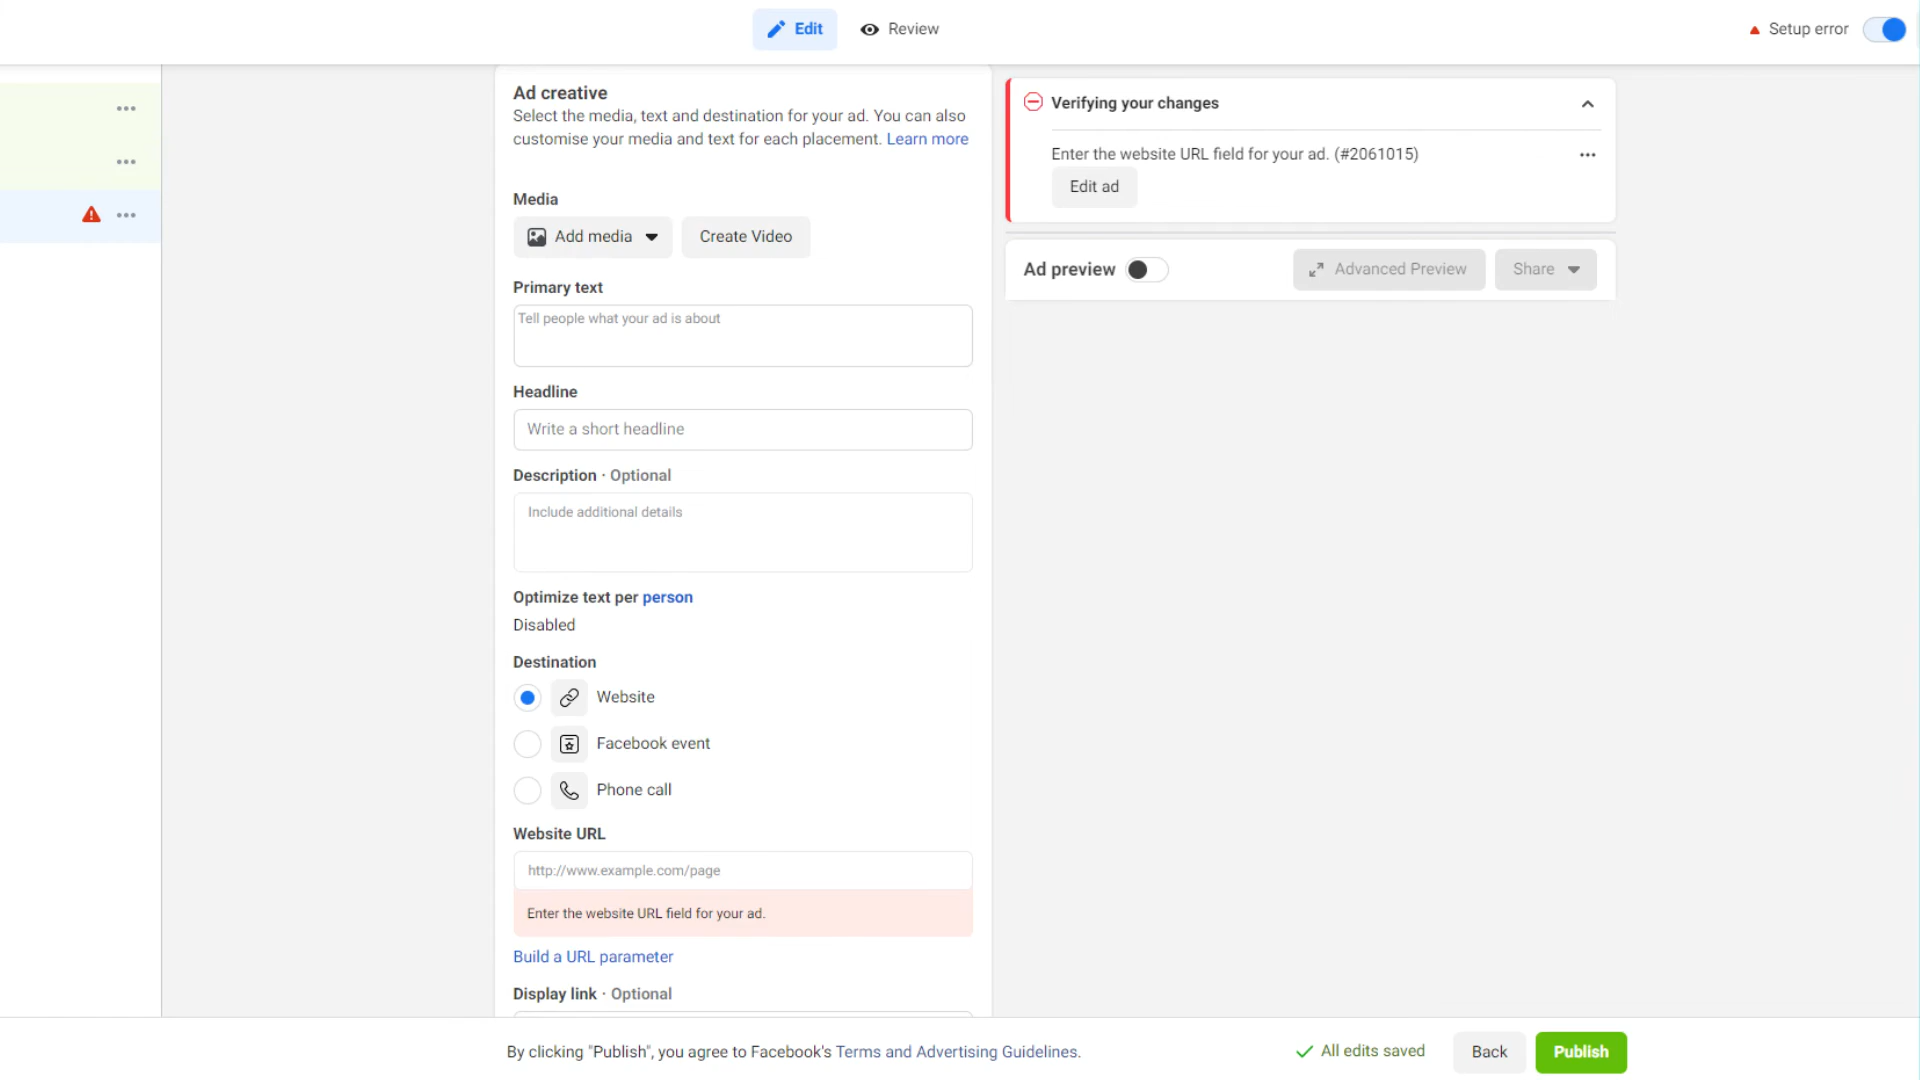 Edit
Review
Setup error
Ad creative
Select the media, text and destination for your ad. You can also
customise your media and text for each placement. Learn more
Media
Add media
Create Video
Primary text
Tell people what your ad is about
Headline
Write a short headline
Description · Optional
Include additional details
Optimize text per person
Disabled
Destination
Website
Facebook event
Phone call
Website URL
http://www.example.com/page
Enter the website URL field for your ad.
Build a URL parameter
Display link · Optional
Verifying your changes
Enter the website URL field for your ad. (#2061015)
Edit ad
Ad preview
Advanced Preview
Share
By clicking "Publish", you agree to Facebook's Terms and Advertising Guidelines.
All edits saved
Back
Publish